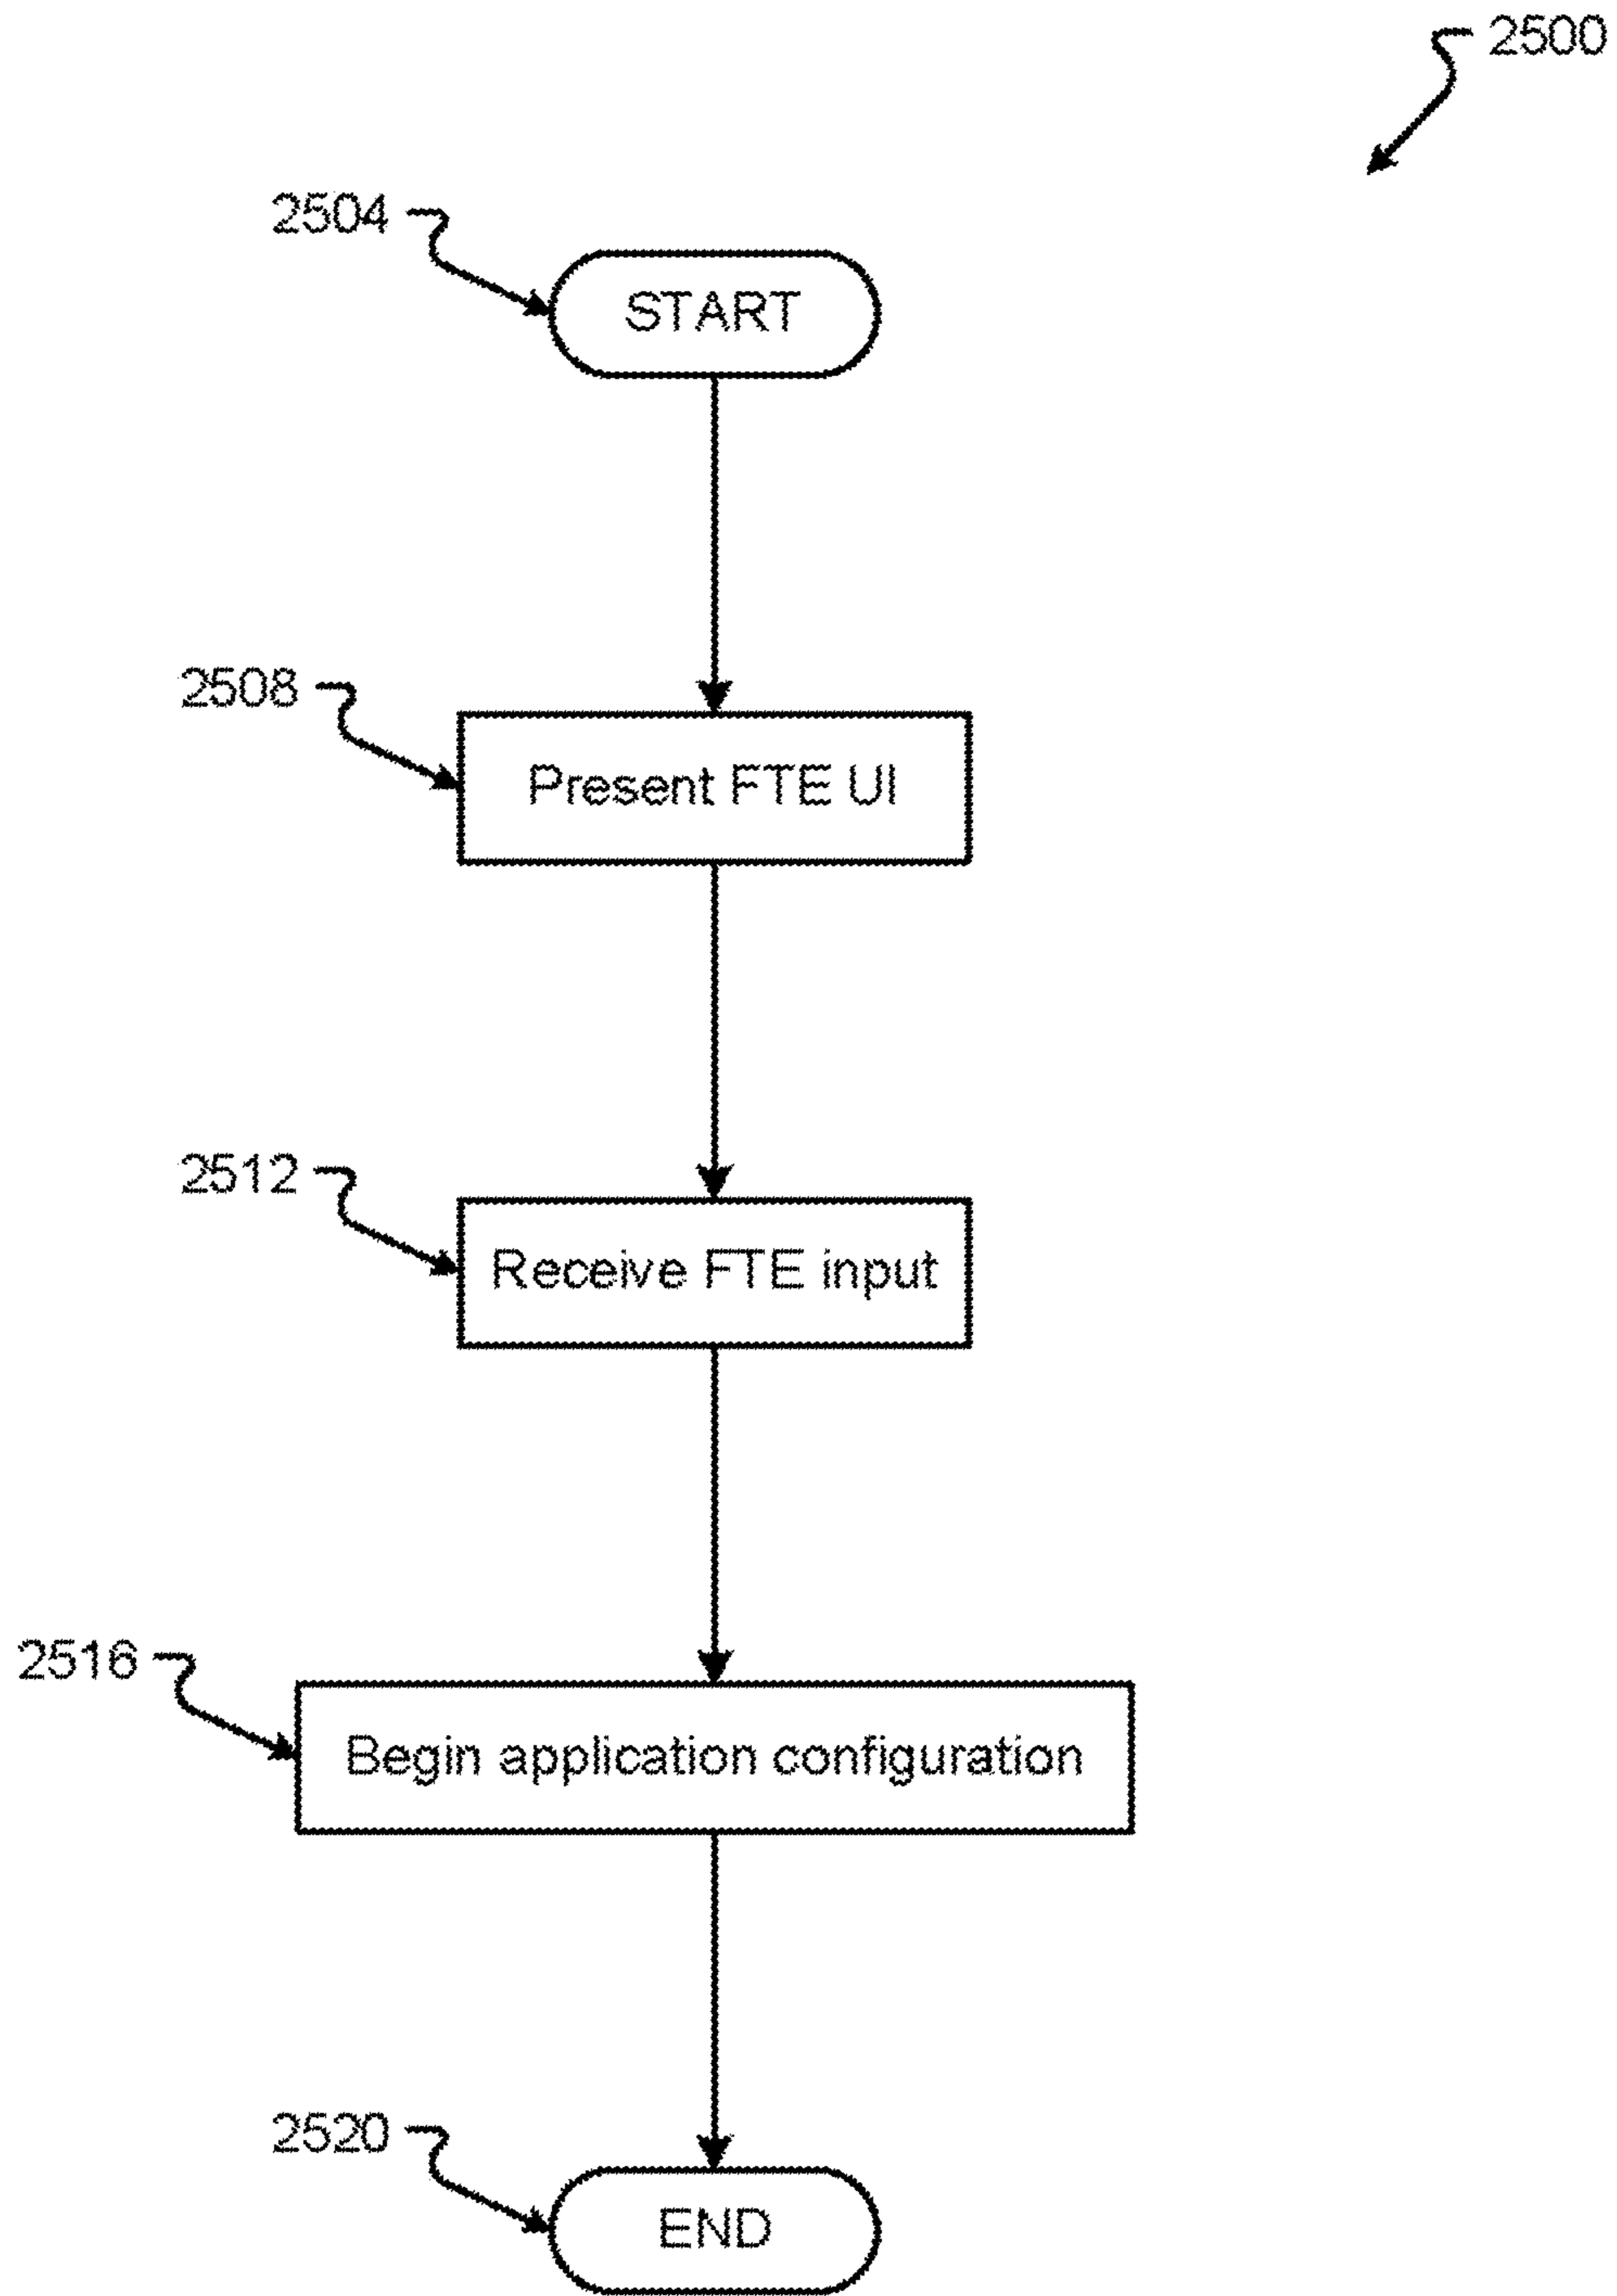 2500
2504
START
2508
Present FTE UI
2512
Receive FTE input
2516
Begin application configuration
2520
END